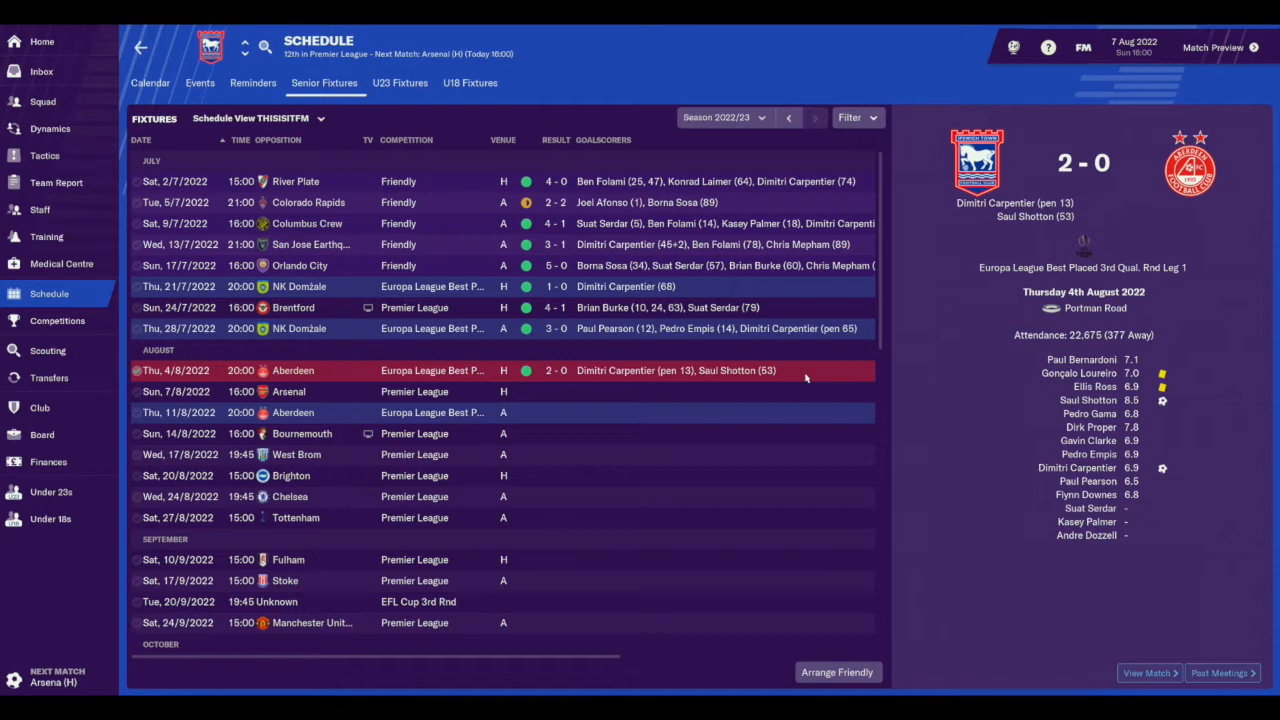 SCHEDULE
12th in Premier League - Next Match: Arsenal (H) (Today 16:00)
FM
7 Aug 2022
Sun 16:00
Match Preview
Home
Inbox
Squad
Dynamics
Tactics
Team Report
Staff
Training
Medical Centre
Schedule
Competitions
Scouting
Transfers
Club
Board
Finances
Under 23s
Under 18s
NEXT MATCH
Arsena (H)
Calendar Events Reminders Senior Fixtures U23 Fixtures U18 Fixtures
FIXTURES Schedule View THISISITFM Season 2022/23 Filter
DATE TIME OPPOSITION TV COMPETITION VENUE RESULT GOALSCORERS
JULY
Sat, 2/7/2022 15:00 River Plate Friendly H 4 - 0 Ben Folami (25, 47), Konrad Laimer (64), Dimitri Carpentier (74)
Tue, 5/7/2022 21:00 Colorado Rapids Friendly A 2 - 2 Joel Afonso (1), Borna Sosa (89)
Sat, 9/7/2022 16:00 Columbus Crew Friendly A 4 - 1 Suat Serdar (5), Ben Folami (14), Kasey Palmer (18), Dimitri Carpenti
Wed, 13/7/2022 21:00 San Jose Earthq... Friendly A 3 - 1 Dimitri Carpentier (45+2), Ben Folami (78), Chris Mepham (89)
Sun, 17/7/2022 16:00 Orlando City Friendly A 5 - 0 Borna Sosa (34), Suat Serdar (57), Brian Burke (60), Chris Mepham (
Thu, 21/7/2022 20:00 NK Domžale Europa League Best P... H 1 - 0 Dimitri Carpentier (68)
Sun, 24/7/2022 16:00 Brentford Premier League H 4 - 1 Brian Burke (10, 24, 63), Suat Serdar (79)
Thu, 28/7/2022 20:00 NK Domžale Europa League Best P... A 3 - 0 Paul Pearson (12), Pedro Empis (14), Dimitri Carpentier (pen 65)
AUGUST
Thu, 4/8/2022 20:00 Aberdeen Europa League Best P... H 2 - 0 Dimitri Carpentier (pen 13), Saul Shotton (53)
Sun, 7/8/2022 16:00 Arsenal Premier League H
Thu, 11/8/2022 20:00 Aberdeen Europa League Best P... A
Sun, 14/8/2022 16:00 Bournemouth Premier League A
Wed, 17/8/2022 19:45 West Brom Premier League A
Sat, 20/8/2022 15:00 Brighton Premier League H
Wed, 24/8/2022 19:45 Chelsea Premier League A
Sat, 27/8/2022 15:00 Tottenham Premier League A
SEPTEMBER
Sat, 10/9/2022 15:00 Fulham Premier League H
Sat, 17/9/2022 15:00 Stoke Premier League A
Tue, 20/9/2022 19:45 Unknown EFL Cup 3rd Rnd
Sat, 24/9/2022 15:00 Manchester Unit... Premier League A
OCTOBER
Arrange Friendly
2 - 0
Dimitri Carpentier (pen 13)
Saul Shotton (53)
Europa League Best Placed 3rd Qual. Rnd Leg 1
Thursday 4th August 2022
Portman Road
Attendance: 22,675 (377 Away)
Paul Bernardoni 7.1
Gonçalo Loureiro 7.0
Ellis Ross 6.9
Saul Shotton 8.5
Pedro Gama 6.8
Dirk Proper 7.8
Gavin Clarke 6.9
Pedro Empis 6.9
Dimitri Carpentier 6.9
Paul Pearson 6.5
Flynn Downes 6.8
Suat Serdar -
Kasey Palmer -
Andre Dozzell -
View Match Past Meetings